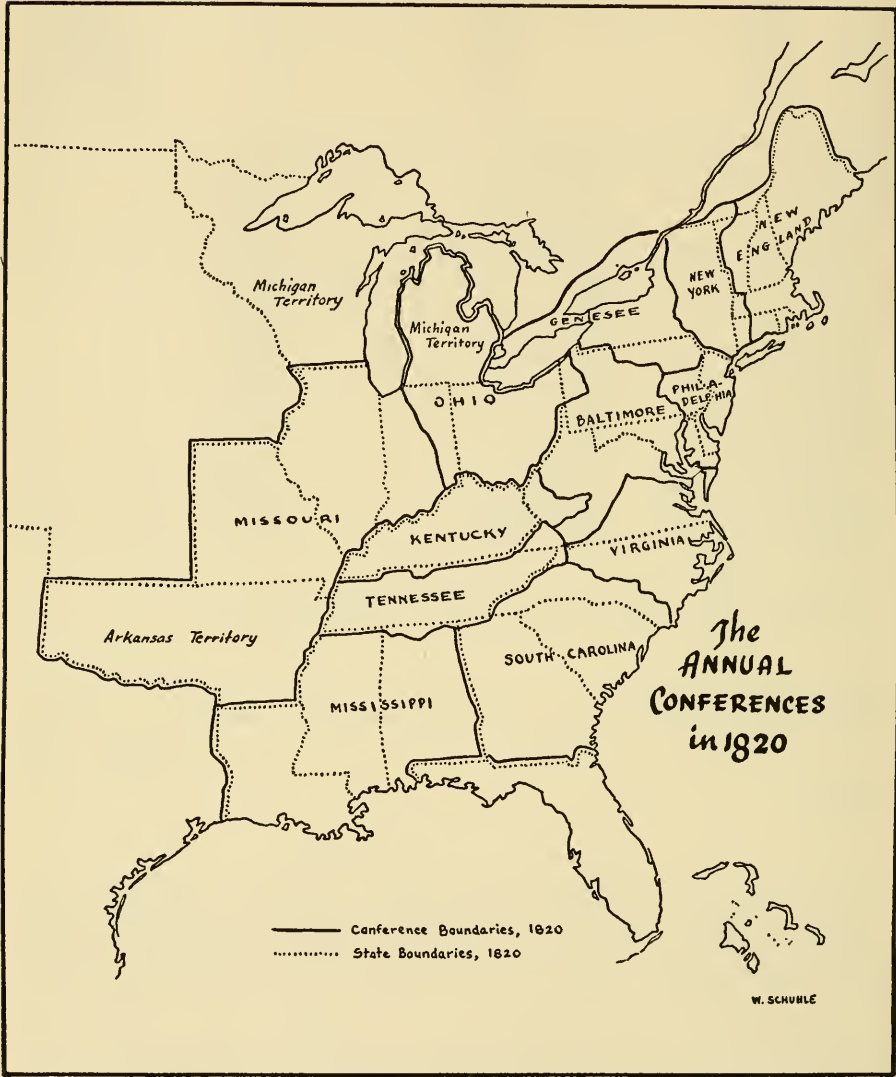 Michigan
Territory
Michigan
Territory
NEW
ENGLAND
NEW
YORK
GENESEE
OHIO
PHILA-
DELPHIA
BALTIMORE
MISSOURI
KENTUCKY
VIRGINIA
TENNESSEE
Arkansas Territory
SOUTH CAROLINA
MISSISSIPPI
The
ANNUAL
CONFERENCES
in 1820
Conference Boundaries, 1820
State Boundaries, 1820
W. SCHUHLE